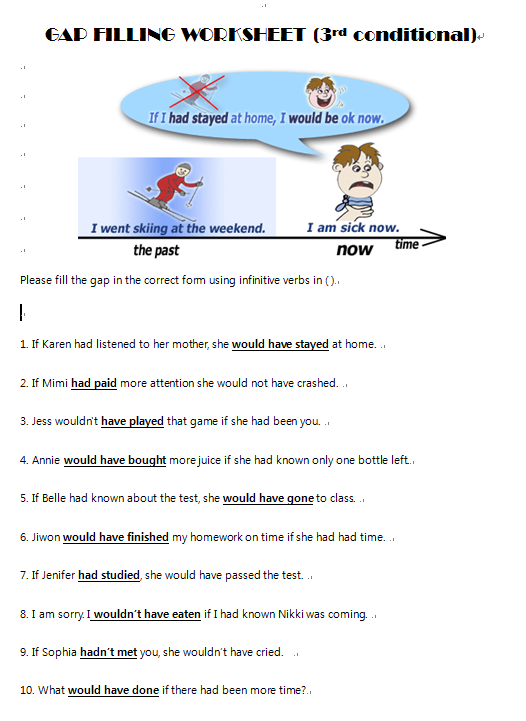 GAP FILLING WORKSHEET (3rd conditional)
If I had stayed at home, I would be ok now.
I went skiing at the weekend.
I am sick now.
the past
now
time
Please fill the gap in the correct form using infinitive verbs in ().
1. If Karen had listened to her mother, she would have stayed at home.
2. If Mimi had paid more attention she would not have crashed.
3. Jess wouldn't have played that game if she had been you.
4. Annie would have bought more juice if she had known only one bottle left.
5. If Belle had known about the test, she would have gone to class.
6. Jiwon would have finished my homework on time if she had had time.
7. If Jenifer had studied, she would have passed the test.
8. I am sorry. I wouldn't have eaten if I had known Nikki was coming.
9. If Sophia hadn't met you, she wouldn't have cried.
10. What would have done if there had been more time?